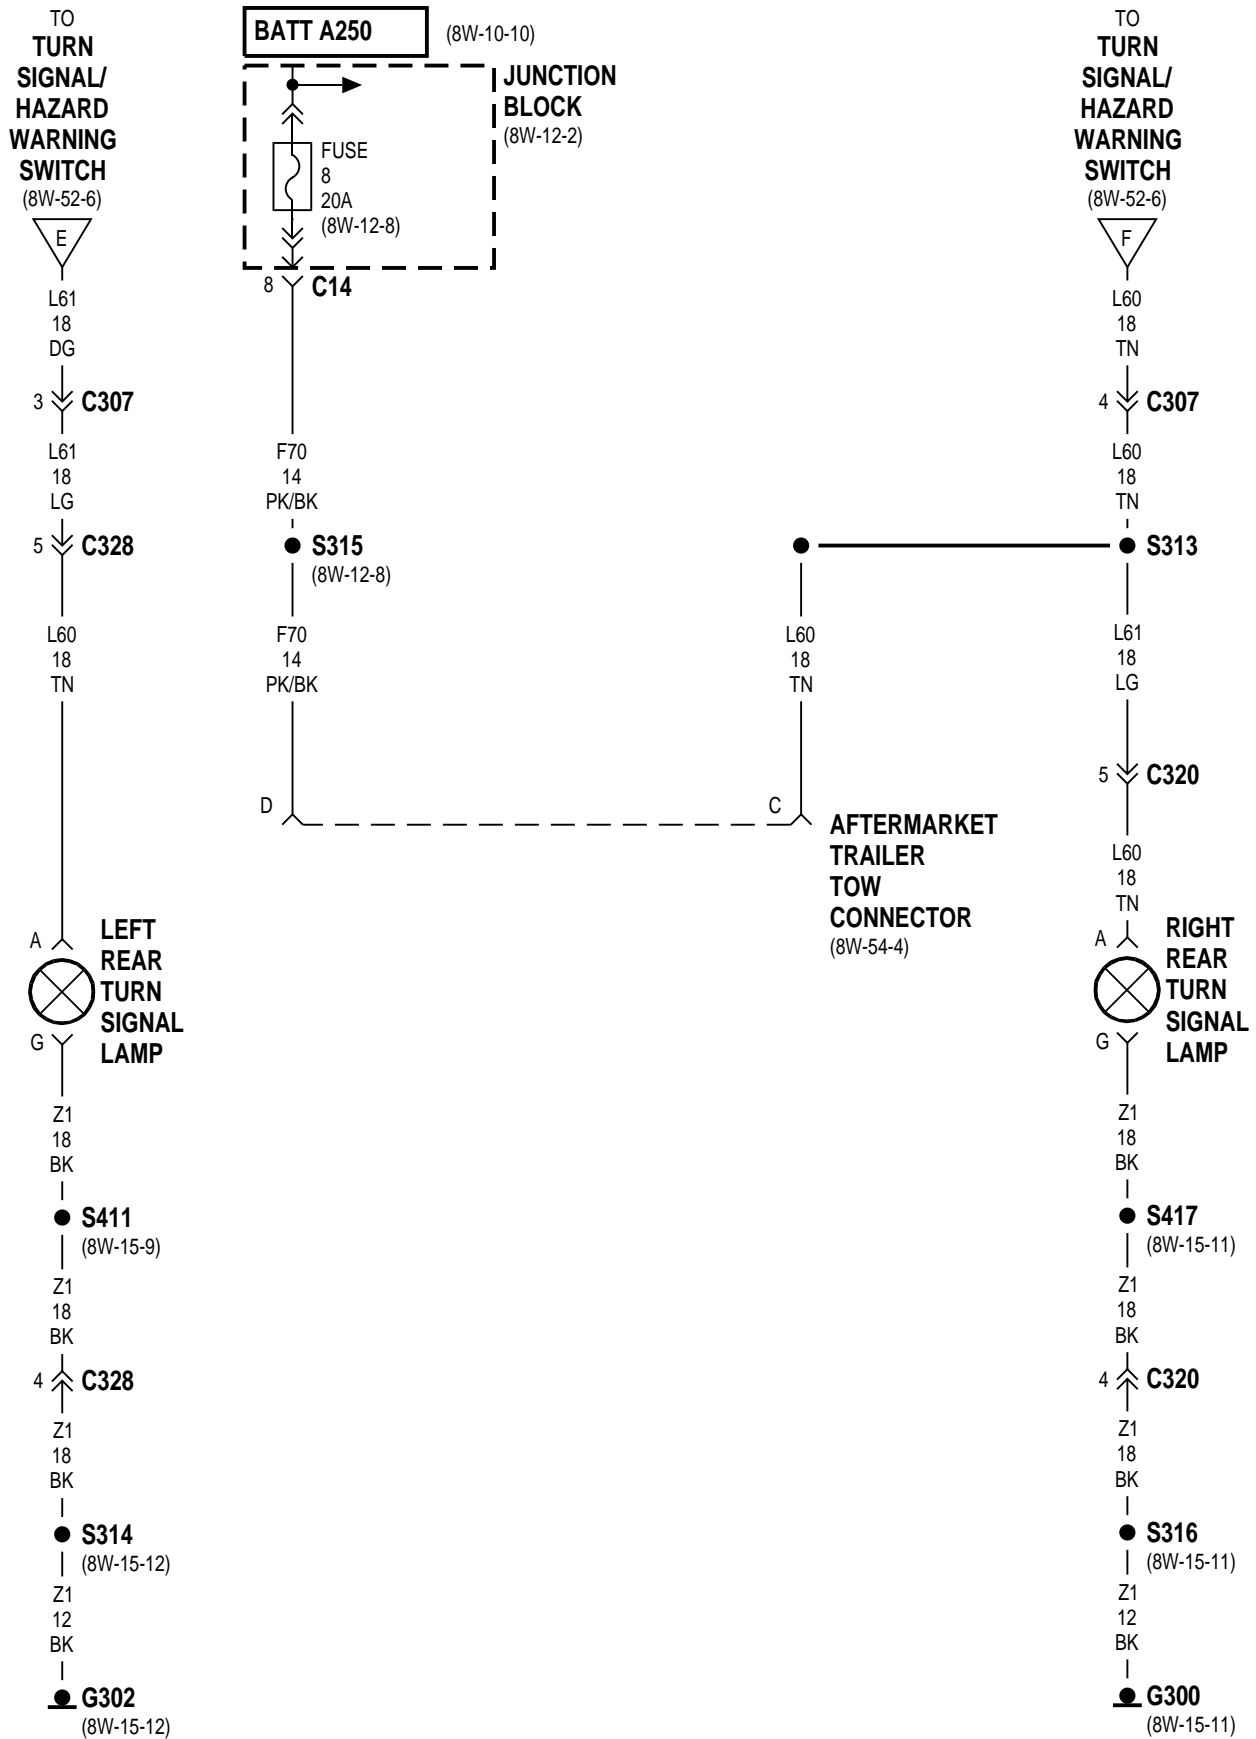 TO
TURN
SIGNAL/
HAZARD
WARNING
SWITCH
(8W-52-6)
E
L61
18
DG
3 C307
L61
18
LG
5 C328
L60
18
TN
A
LEFT
REAR
TURN
SIGNAL
LAMP
G
Z1
18
BK
S411
(8W-15-9)
Z1
18
BK
4 C328
Z1
18
BK
S314
(8W-15-12)
Z1
12
BK
G302
(8W-15-12)
BATT A250 (8W-10-10)
JUNCTION
BLOCK
(8W-12-2)
FUSE
8
20A
(8W-12-8)
8 C14
F70
14
PK/BK
S315
(8W-12-8)
F70
14
PK/BK
D
L60
18
TN
C
AFTERMARKET
TRAILER
TOW
CONNECTOR
(8W-54-4)
TO
TURN
SIGNAL/
HAZARD
WARNING
SWITCH
(8W-52-6)
F
L60
18
TN
4 C307
L60
18
TN
S313
L61
18
LG
5 C320
L60
18
TN
A
RIGHT
REAR
TURN
SIGNAL
LAMP
G
Z1
18
BK
S417
(8W-15-11)
Z1
18
BK
4 C320
Z1
18
BK
S316
(8W-15-11)
Z1
12
BK
G300
(8W-15-11)